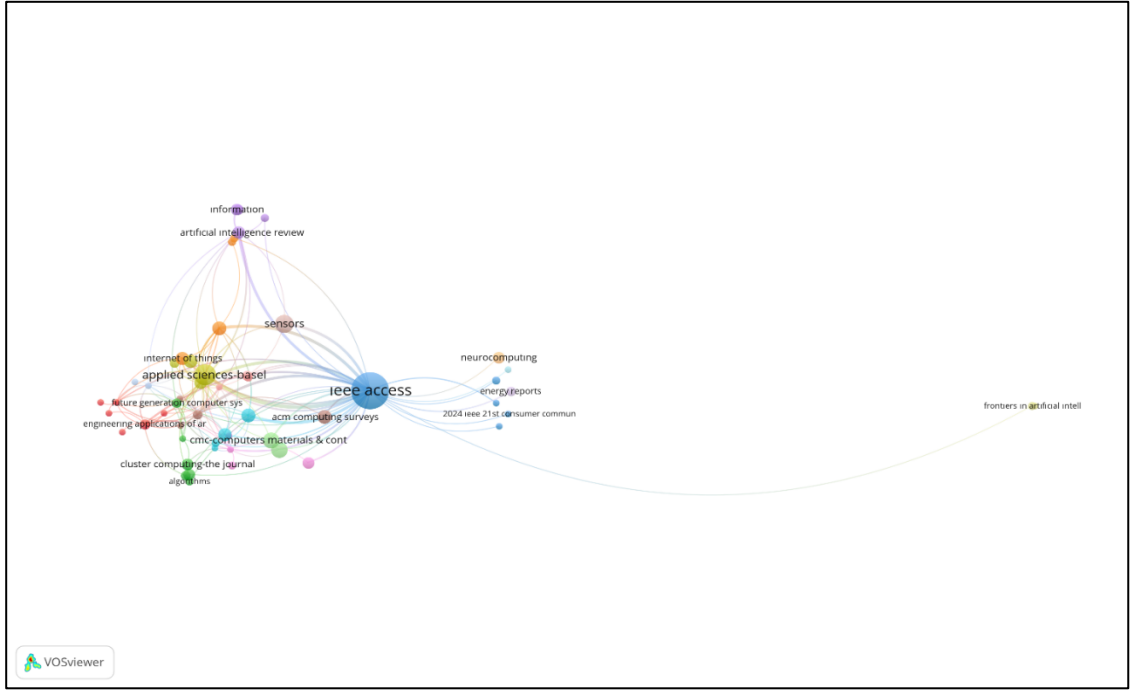 information
artificial intelligence review
sensors
internet of things
neurocomputing
applied sciences-basel
ieee access
energy reports
future generation computer sys
frontiers in artificial intell
2024 ieee 21st consumer commun
acm computing surveys
engineering applications of ar
cmc-computers materials & cont
cluster computing-the journal
algorithms
VOSviewer